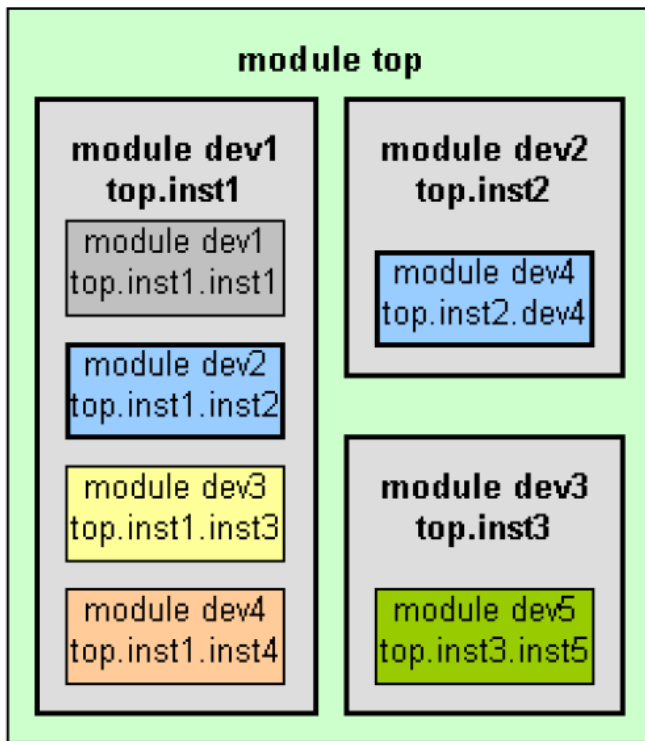 module top
module dev1
top.inst1
module dev1
top.inst1.inst1
module dev2
top.inst1.inst2
module dev3
top.inst1.inst3
module dev4
top.inst1.inst4
module dev2
top.inst2
module dev4
top.inst2.dev4
module dev3
top.inst3
module dev5
top.inst3.inst5